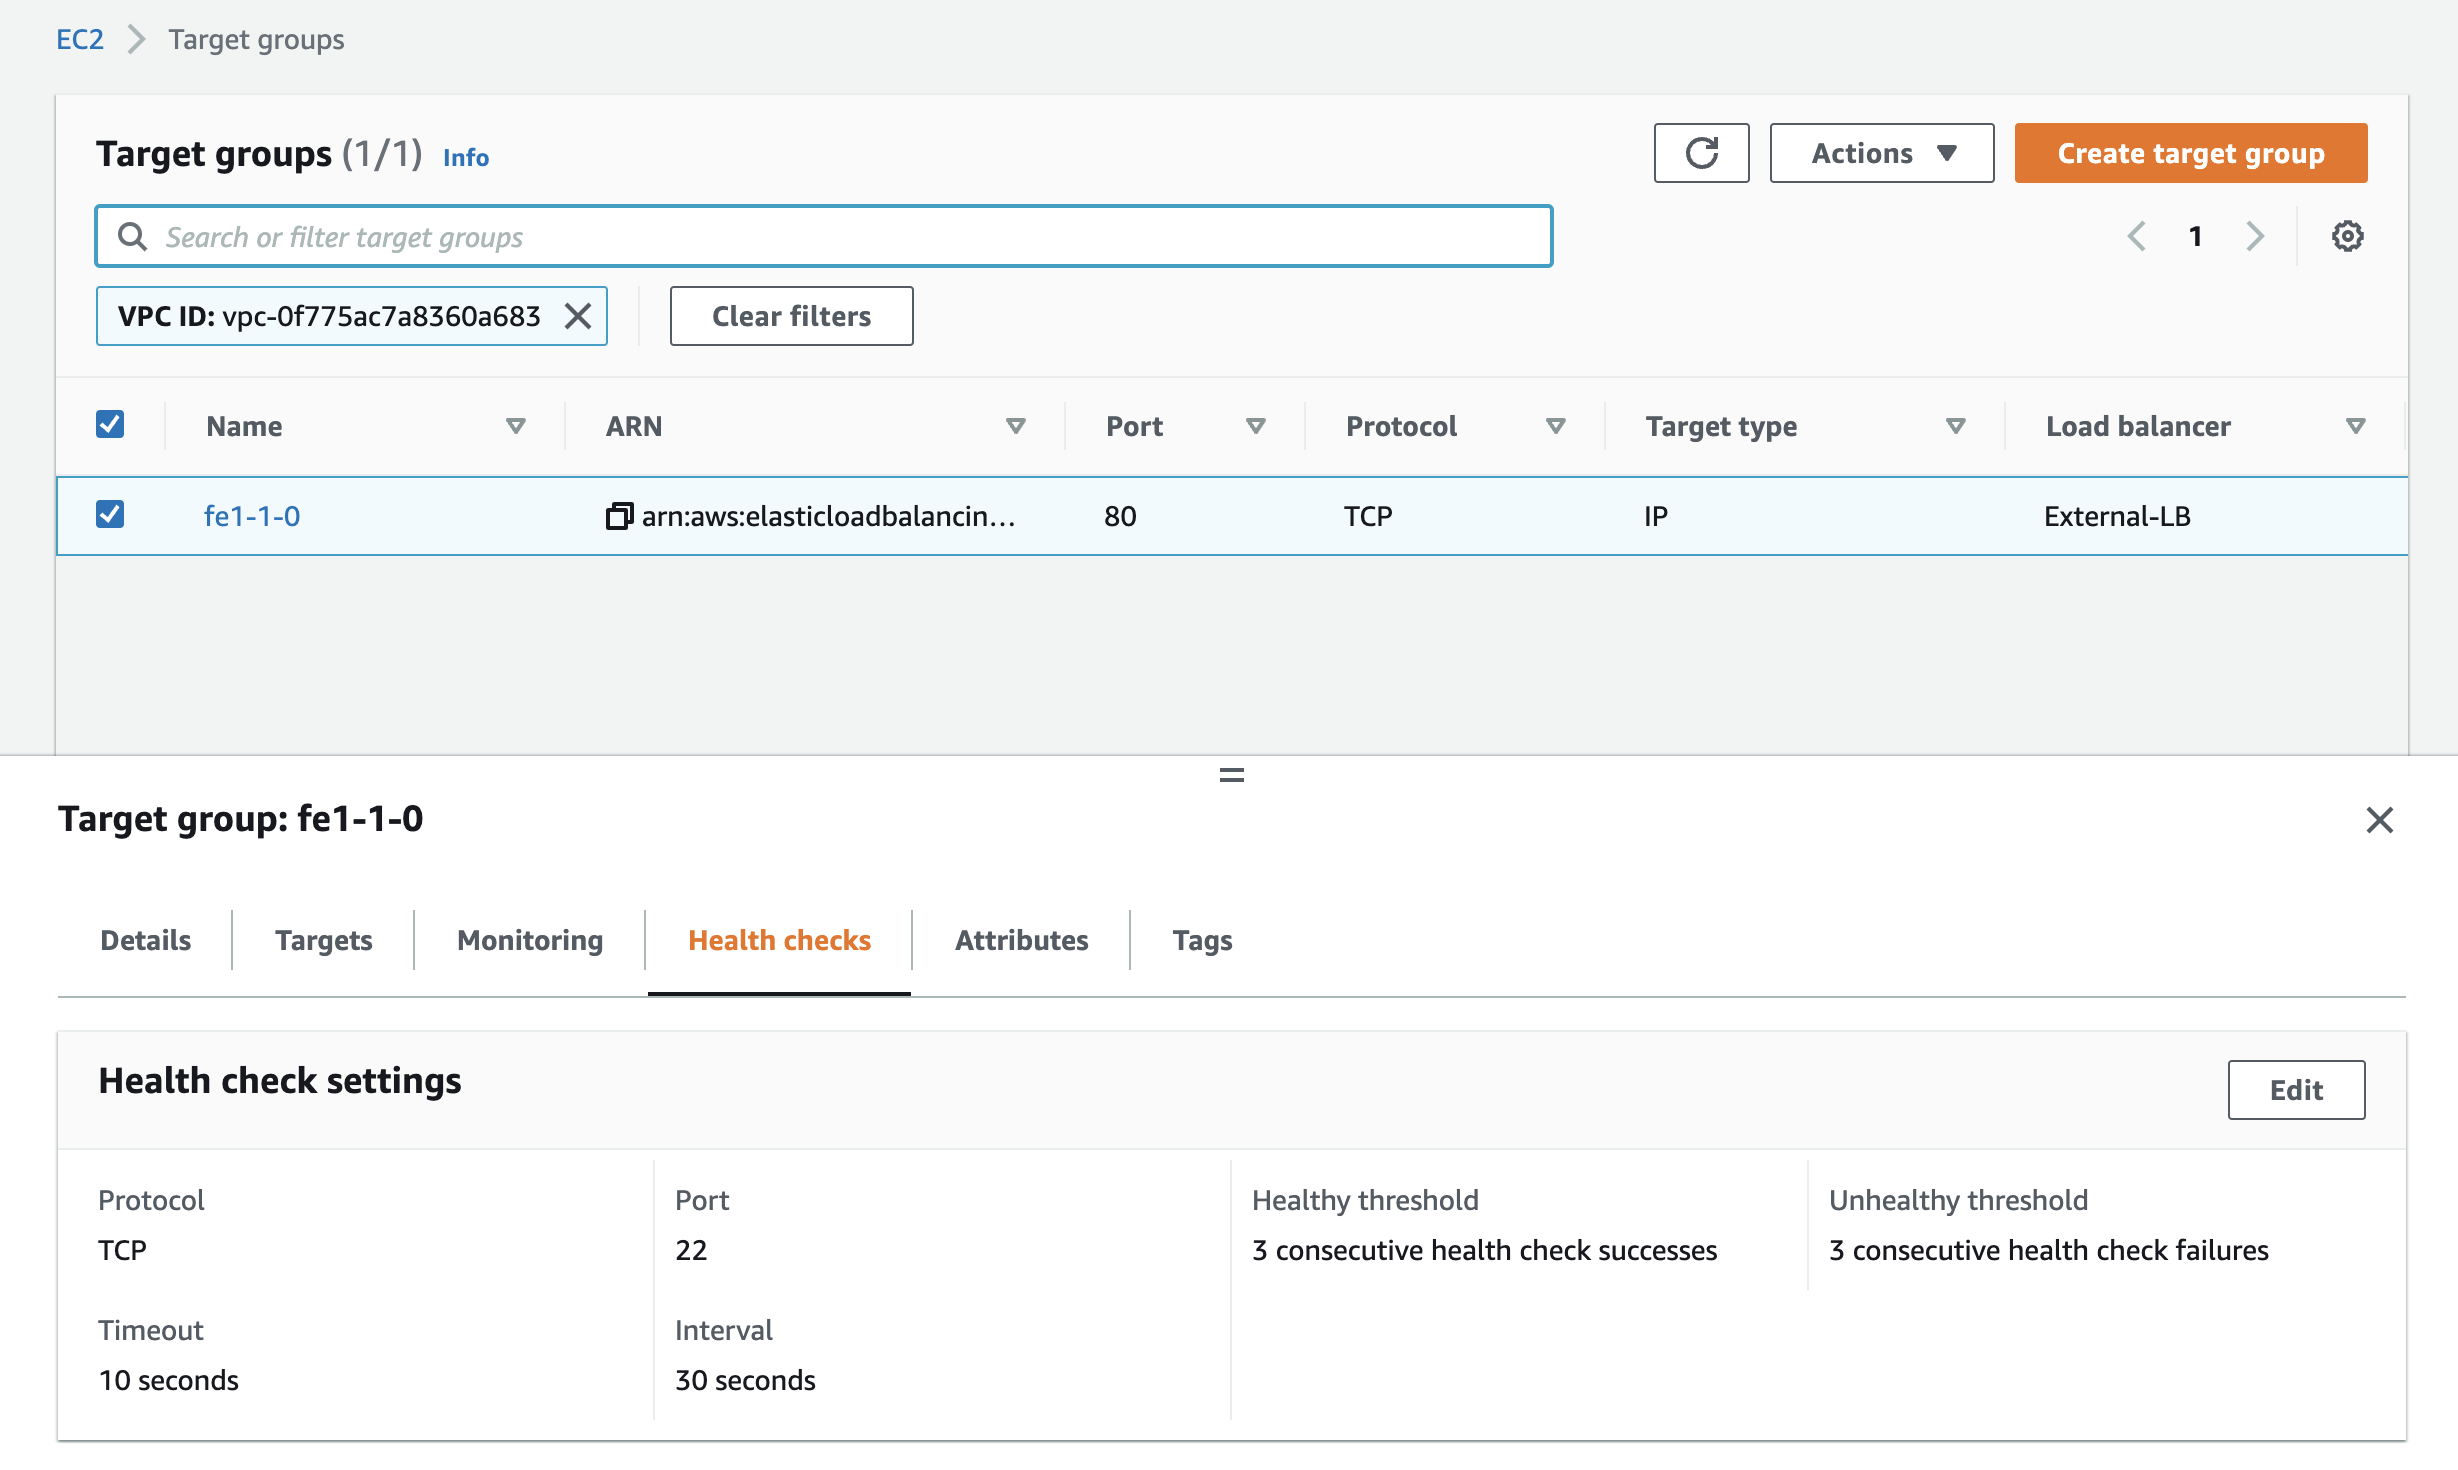 EC2 Target groups
Target groups (1/1) Info
Actions
Create target group
Search or filter target groups
1
VPC ID: vpc-0f775ac7a8360a683
Clear filters
Name ARN Port Protocol Target type Load balancer
fe1-1-0 arn:aws:elasticloadbalancin... 80 TCP IP External-LB
Target group: fe1-1-0
Details Targets Monitoring Health checks Attributes Tags
Health check settings
Edit
Protocol Port Healthy threshold Unhealthy threshold
TCP 22 3 consecutive health check successes 3 consecutive health check failures
Timeout Interval
10 seconds 30 seconds